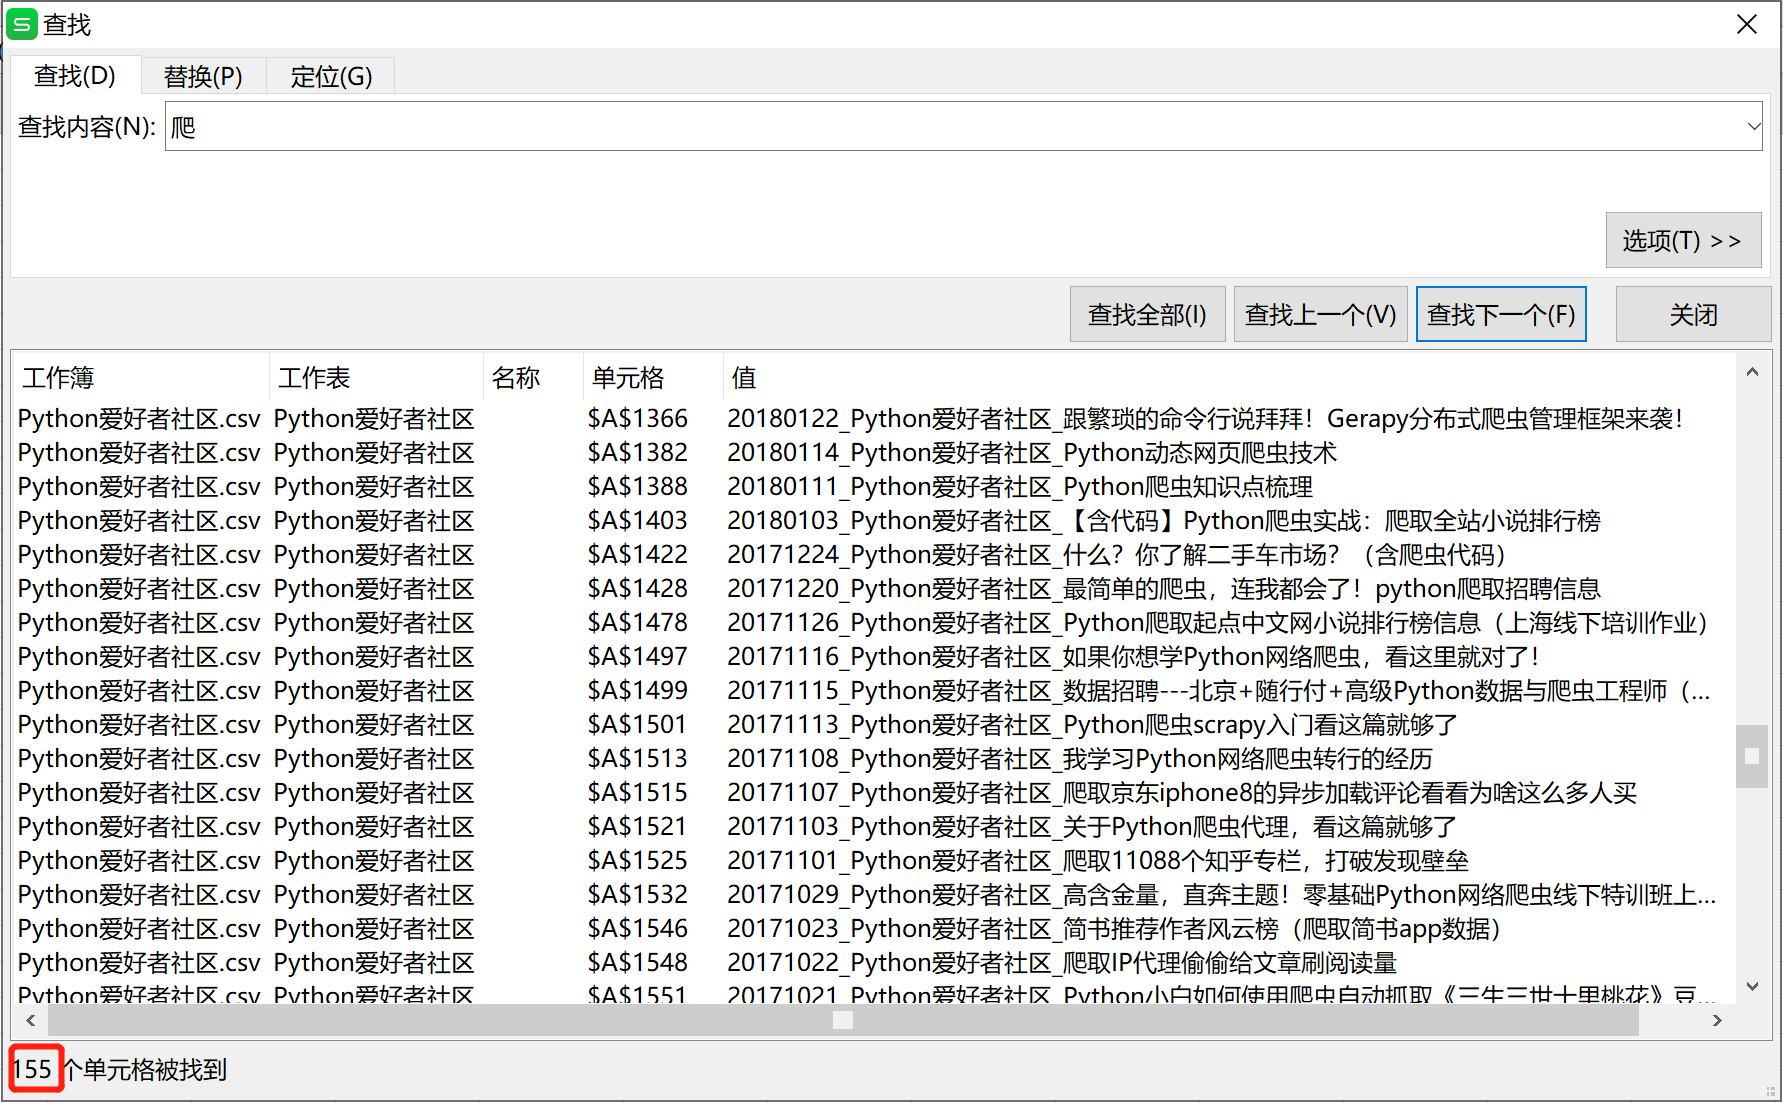 查找
查找(D) 替换(P) 定位(G)
查找内容(N): 爬
选项(T) >>
查找全部(I) 查找上一个(V) 查找下一个(F) 关闭
工作簿 工作表 名称 单元格 值
Python爱好者社区.csv Python爱好者社区 $A$1366 20180122_Python爱好者社区_跟繁琐的命令行说拜拜！Gerapy分布式爬虫管理框架来袭！
Python爱好者社区.csv Python爱好者社区 $A$1382 20180114_Python爱好者社区_Python动态网页爬虫技术
Python爱好者社区.csv Python爱好者社区 $A$1388 20180111_Python爱好者社区_Python爬虫知识点梳理
Python爱好者社区.csv Python爱好者社区 $A$1403 20180103_Python爱好者社区_【含代码】Python爬虫实战：爬取全站小说排行榜
Python爱好者社区.csv Python爱好者社区 $A$1422 20171224_Python爱好者社区_什么？你了解二手车市场？（含爬虫代码）
Python爱好者社区.csv Python爱好者社区 $A$1428 20171220_Python爱好者社区_最简单的爬虫，连我都会了！python爬取招聘信息
Python爱好者社区.csv Python爱好者社区 $A$1478 20171126_Python爱好者社区_Python爬取起点中文网小说排行榜信息（上海线下培训作业）
Python爱好者社区.csv Python爱好者社区 $A$1497 20171116_Python爱好者社区_如果你想学Python网络爬虫，看这里就对了！
Python爱好者社区.csv Python爱好者社区 $A$1499 20171115_Python爱好者社区_数据招聘---北京+随行付+高级Python数据与爬虫工程师（...
Python爱好者社区.csv Python爱好者社区 $A$1501 20171113_Python爱好者社区_Python爬虫scrapy入门看这篇就够了
Python爱好者社区.csv Python爱好者社区 $A$1513 20171108_Python爱好者社区_我学习Python网络爬虫转行的经历
Python爱好者社区.csv Python爱好者社区 $A$1515 20171107_Python爱好者社区_爬取京东iphone8的异步加载评论看看为啥这么多人买
Python爱好者社区.csv Python爱好者社区 $A$1521 20171103_Python爱好者社区_关于Python爬虫代理，看这篇就够了
Python爱好者社区.csv Python爱好者社区 $A$1525 20171101_Python爱好者社区_爬取11088个知乎专栏，打破发现壁垒
Python爱好者社区.csv Python爱好者社区 $A$1532 20171029_Python爱好者社区_高含金量，直奔主题！零基础Python网络爬虫线下特训班上...
Python爱好者社区.csv Python爱好者社区 $A$1546 20171023_Python爱好者社区_简书推荐作者风云榜（爬取简书app数据）
Python爱好者社区.csv Python爱好者社区 $A$1548 20171022_Python爱好者社区_爬取IP代理偷偷给文章刷阅读量
Python爱好者社区.csv Python爱好者社区 $A$1551 20171021_Python爱好者社区_Python小白如何使用爬虫自动抓取《三生三世十里桃花》豆...
155 个单元格被找到